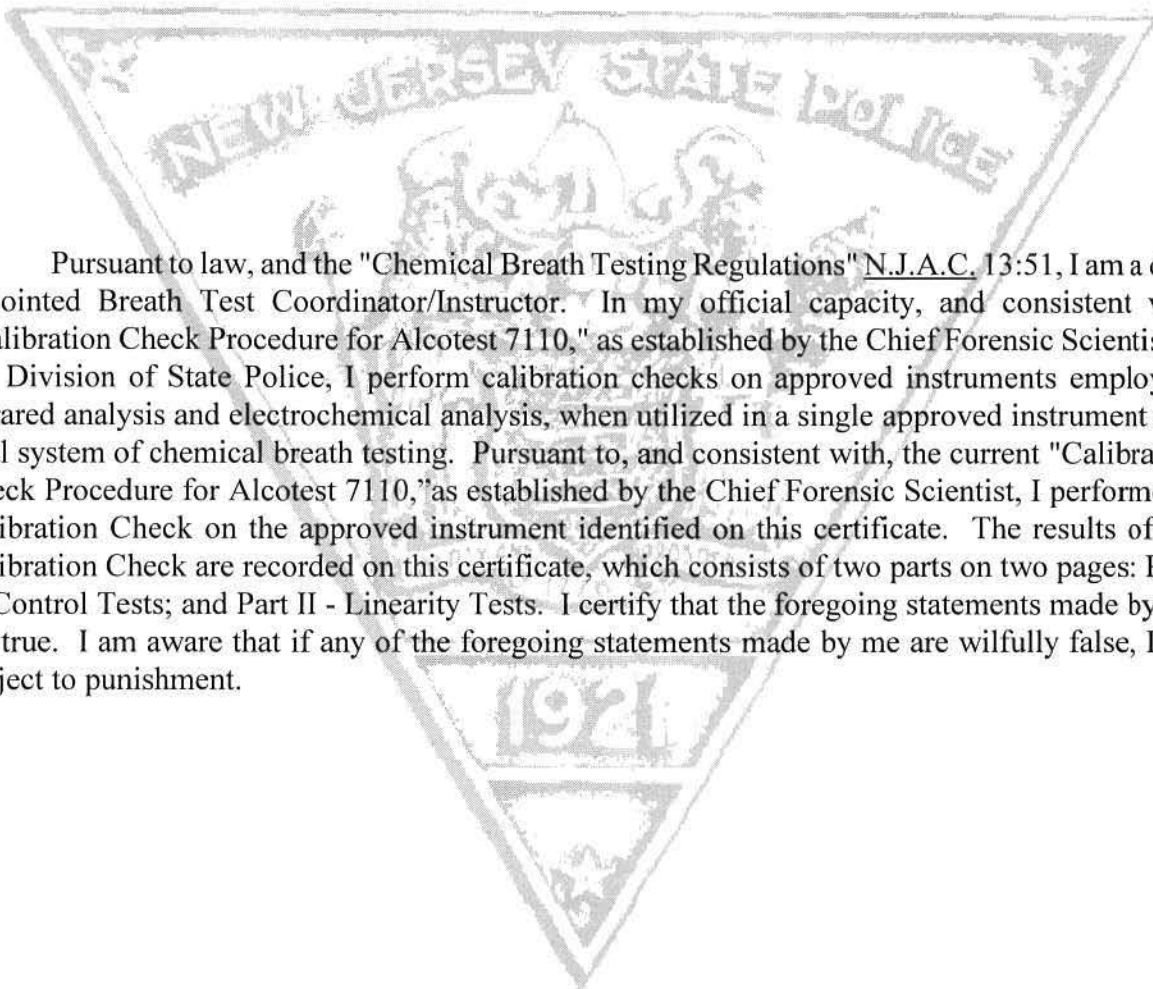 NEW JERSEY STATE POLICE
Pursuant to law, and the "Chemical Breath Testing Regulations" N.J.A.C. 13:51, I am a
ointed Breath Test Coordinator/Instructor. In my official capacity, and consistent
alibration Check Procedure for Alcotest 7110," as established by the Chief Forensic Scientis
Division of State Police, I perform calibration checks on approved instruments employ
ared analysis and electrochemical analysis, when utilized in a single approved instrument
l system of chemical breath testing. Pursuant to, and consistent with, the current "Calibra
eck Procedure for Alcotest 7110,"as established by the Chief Forensic Scientist, I perform
ibration Check on the approved instrument identified on this certificate. The results of
ibration Check are recorded on this certificate, which consists of two parts on two pages:
Control Tests; and Part II - Linearity Tests. I certify that the foregoing statements made by
true. I am aware that if any of the foregoing statements made by me are wilfully false, I
ject to punishment.
1921